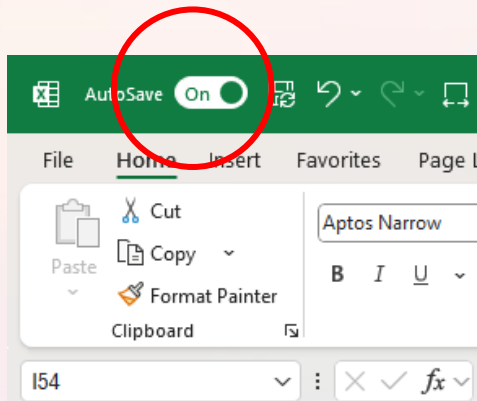 AutoSave On
File Home Insert Favorites Page L
Cut
Aptos Narrow
Copy
Paste
B I U
Format Painter
Clipboard
I54
fx